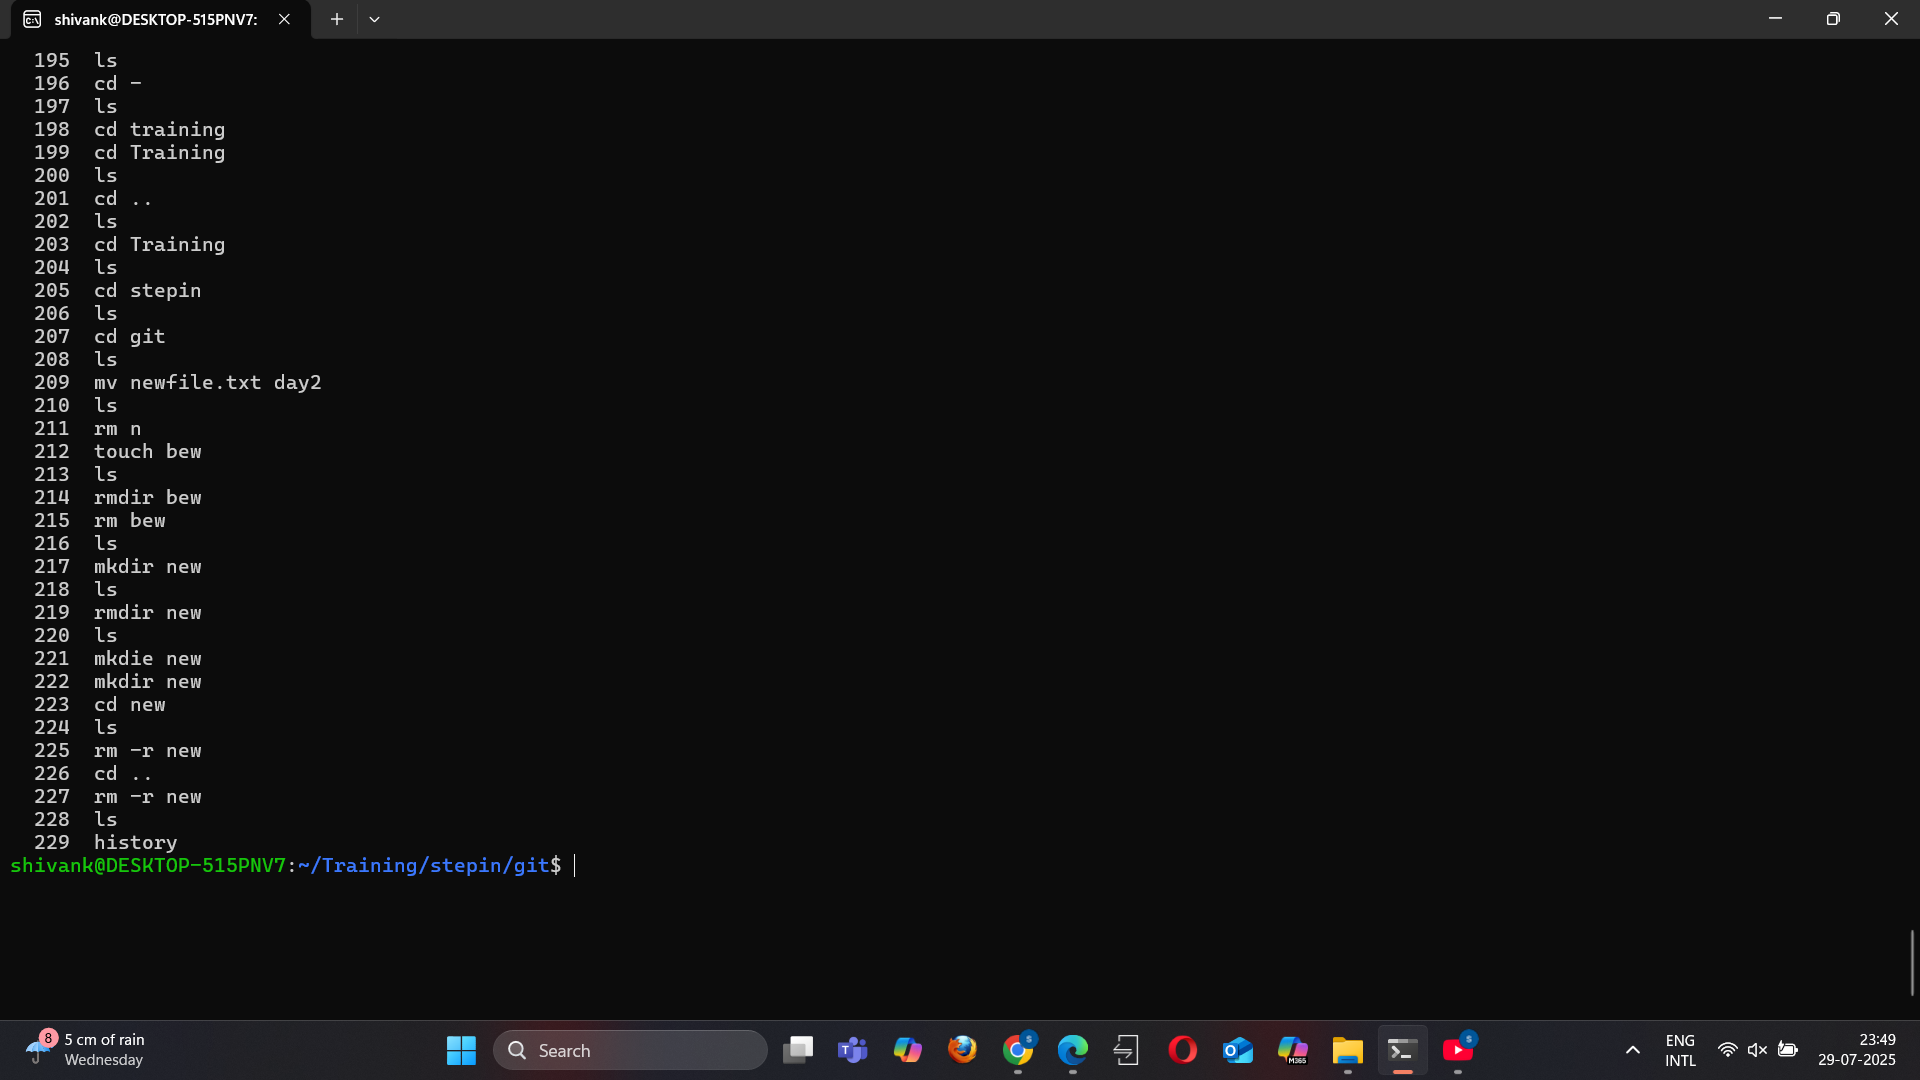 shivank@DESKTOP-515PNV7:
195 ls
196 cd -
197 ls
198 cd training
199 cd Training
200 ls
201 cd ..
202 ls
203 cd Training
204 ls
205 cd stepin
206 ls
207 cd git
208 ls
209 mv newfile.txt day2
210 ls
211 rm n
212 touch bew
213 ls
214 rmdir bew
215 rm bew
216 ls
217 mkdir new
218 ls
219 rmdir new
220 ls
221 mkdie new
222 mkdir new
223 cd new
224 ls
225 rm -r new
226 cd ..
227 rm -r new
228 ls
229 history
shivank@DESKTOP-515PNV7:~/Training/stepin/git$
8
5 cm of rain
Wednesday
Search
T
S
O
M365
S
ENG
INTL
23:49
29-07-2025